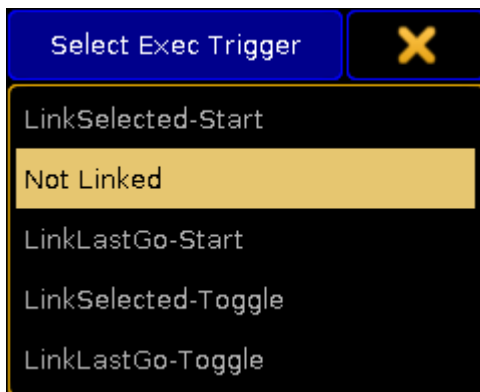 Select Exec Trigger
LinkSelected-Start
Not Linked
LinkLastGo-Start
LinkSelected-Toggle
LinkLastGo-Toggle